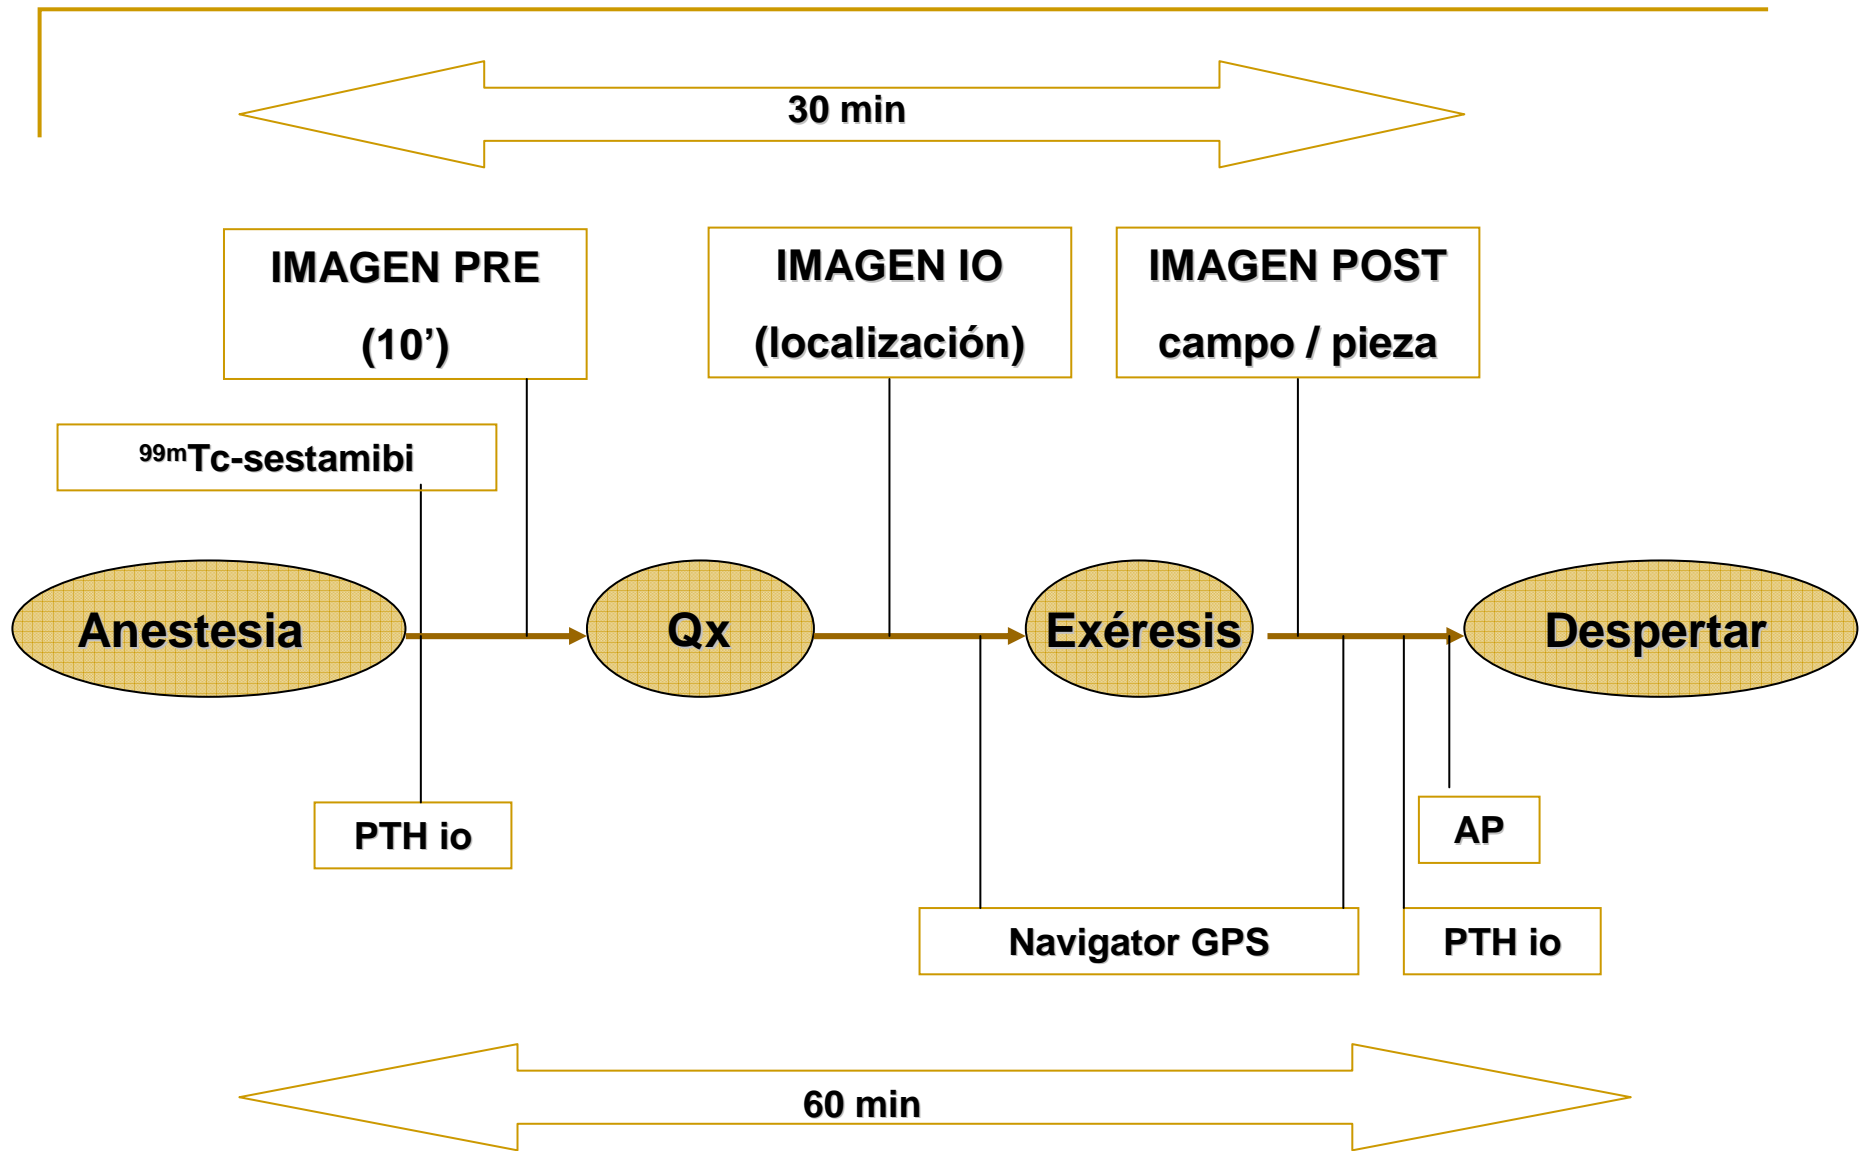 30 min
IMAGEN PRE
(10’)
IMAGEN IO
(localización)
IMAGEN POST
campo / pieza
99mTc-sestamibi
Anestesia
Qx
Exéresis
Despertar
PTH io
AP
Navigator GPS
PTH io
60 min